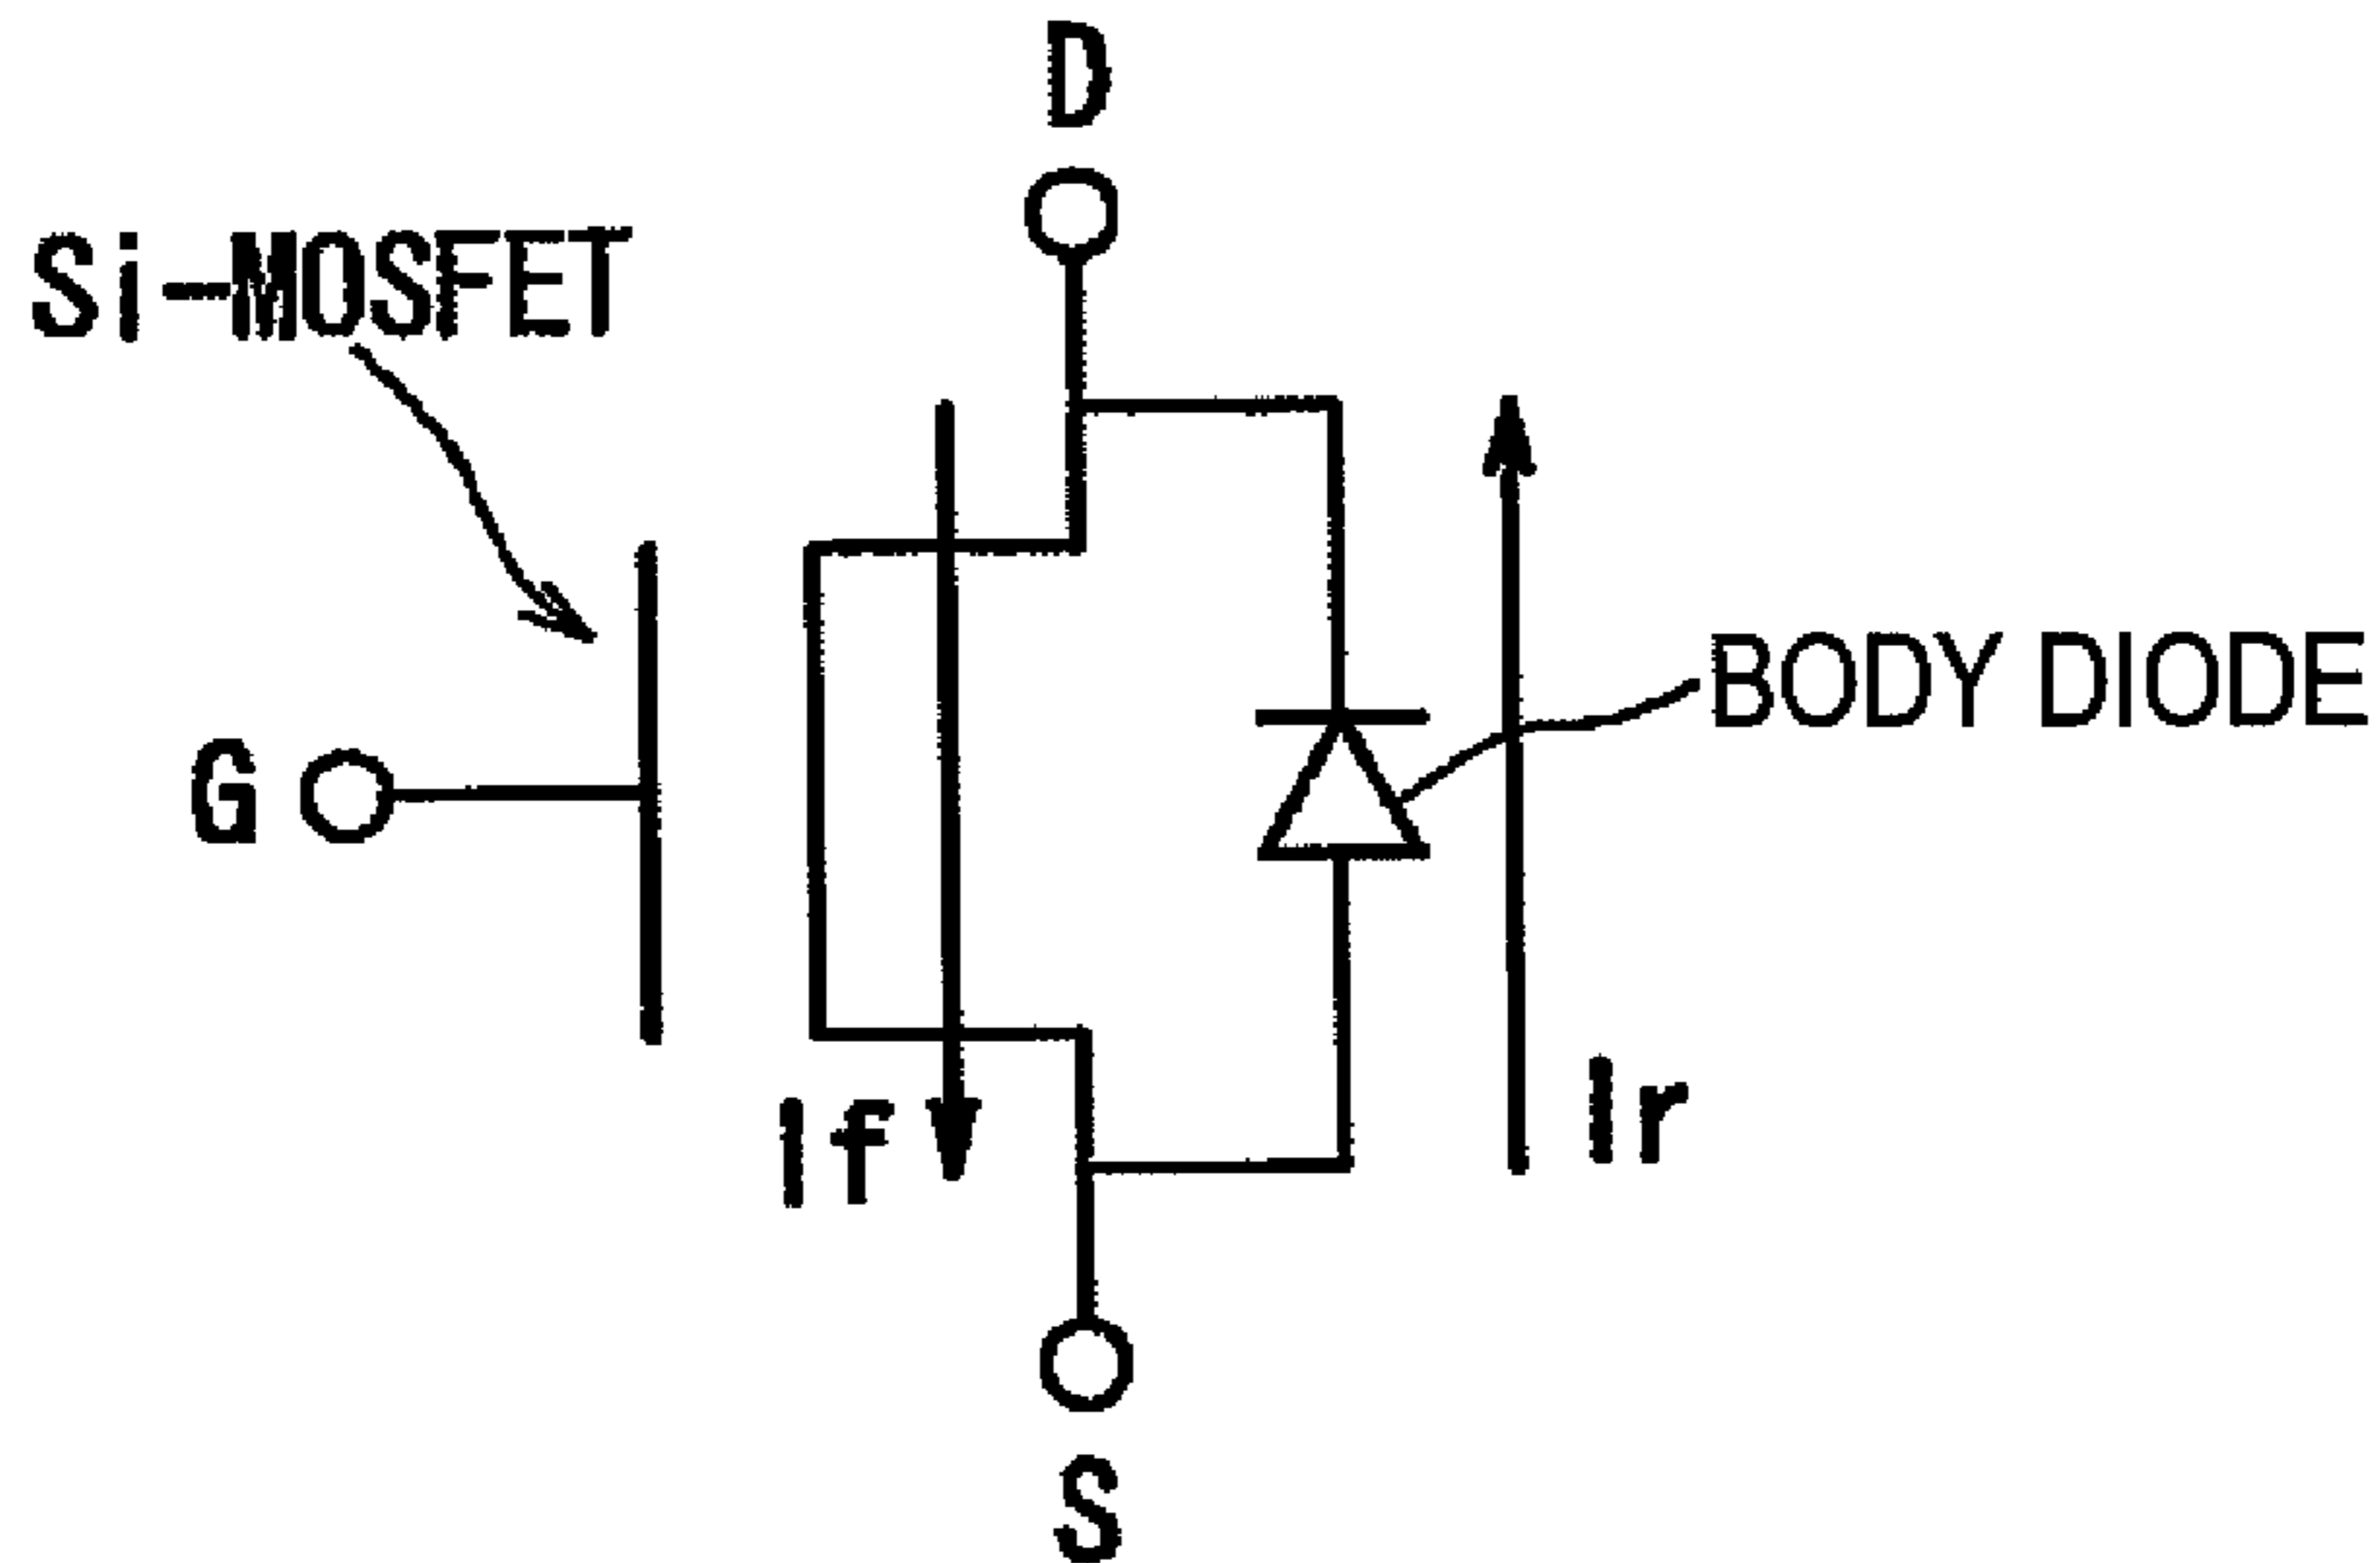 D
Si-MOSFET
BODY DIODE
G
If
Ir
S